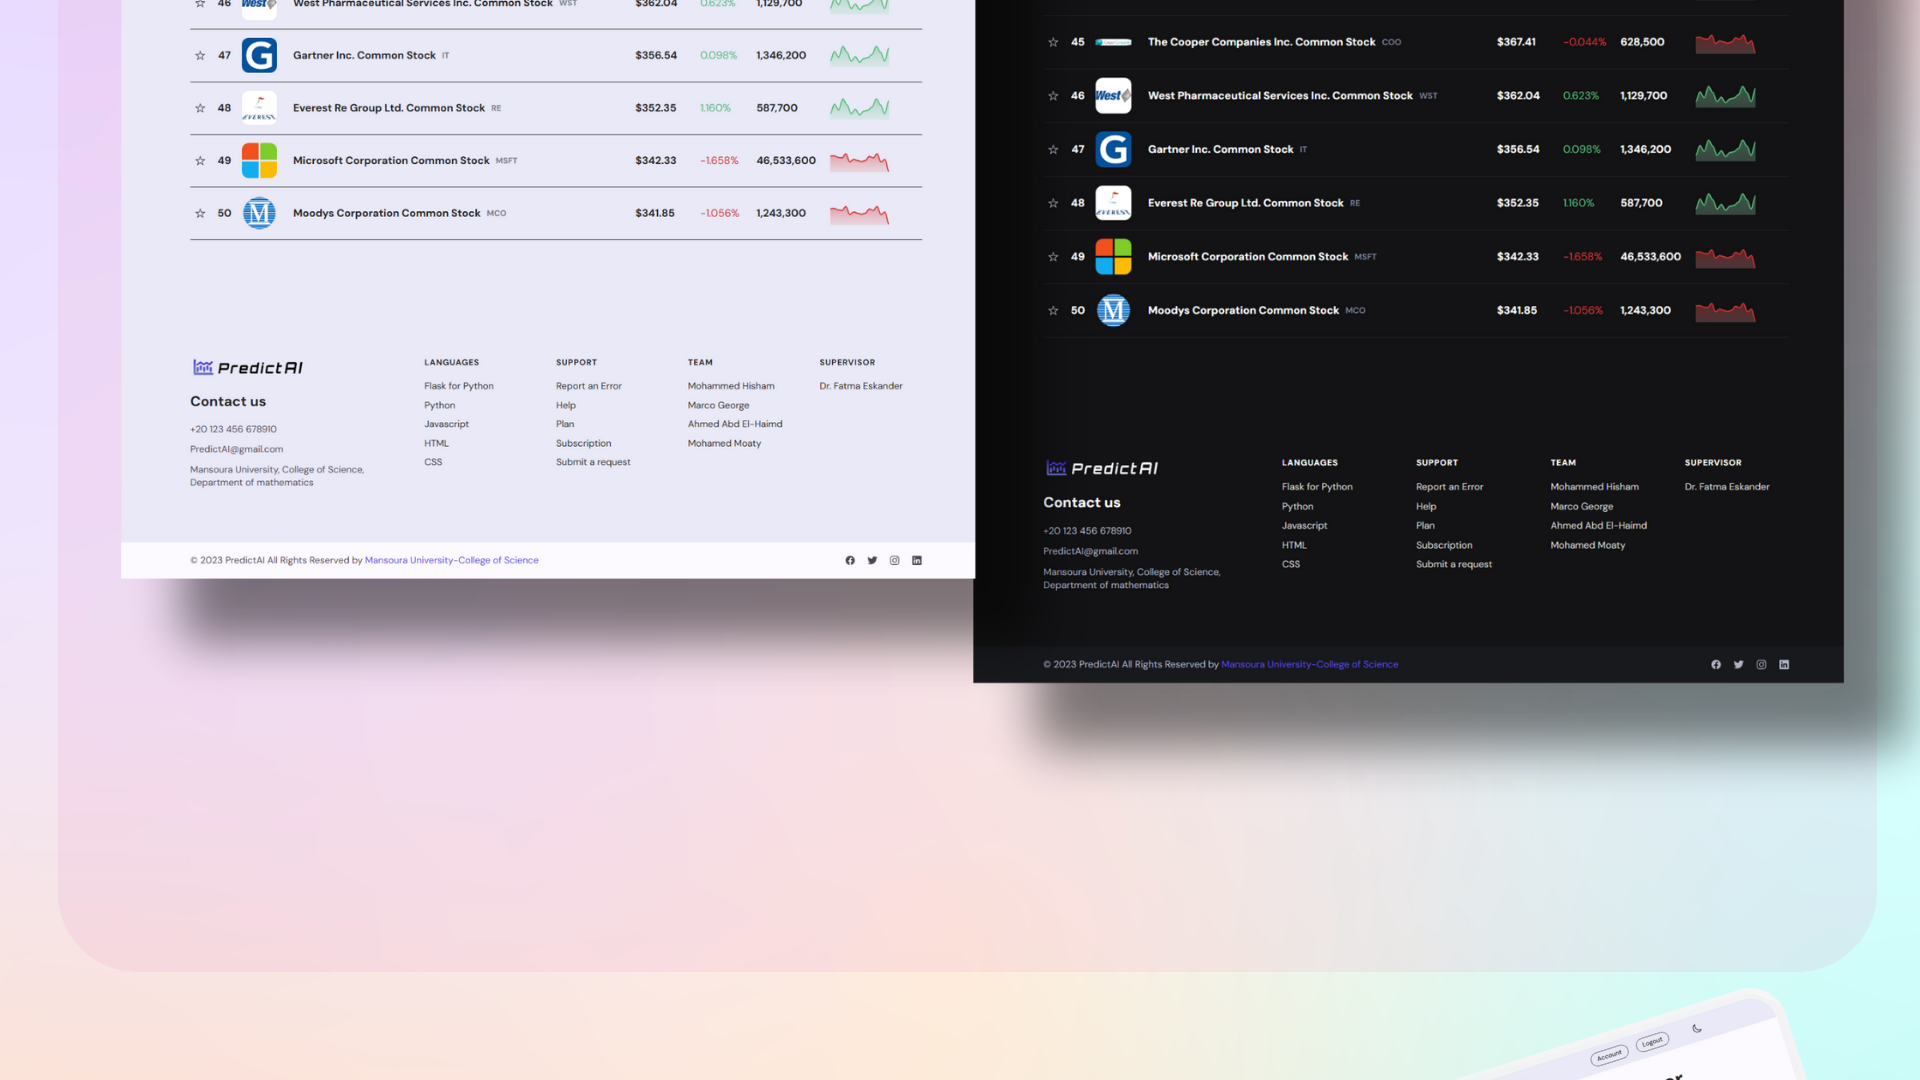 46 West West Pharmaceutical Services Inc. Common Stock WST $362.04 0.623% 1,129,700
47 G Gartner Inc. Common Stock IT $356.54 0.098% 1,346,200
48 EVEREST Everest Re Group Ltd. Common Stock RE $352.35 1.160% 587,700
49 Microsoft Corporation Common Stock MSFT $342.33 -1.658% 46,533,600
50 M Moodys Corporation Common Stock MCO $341.85 -1.056% 1,243,300
PredictAI
Contact us
+20 123 456 678910
PredictAI@gmail.com
Mansoura University, College of Science,
Department of mathematics
LANGUAGES
Flask for Python
Python
Javascript
HTML
CSS
SUPPORT
Report an Error
Help
Plan
Subscription
Submit a request
TEAM
Mohammed Hisham
Marco George
Ahmed Abd El-Haimd
Mohamed Moaty
SUPERVISOR
Dr. Fatma Eskander
© 2023 PredictAI All Rights Reserved by Mansoura University-College of Science
45 The Cooper Companies Inc. Common Stock COO $367.41 -0.044% 628,500
46 West West Pharmaceutical Services Inc. Common Stock WST $362.04 0.623% 1,129,700
47 G Gartner Inc. Common Stock IT $356.54 0.098% 1,346,200
48 EVEREST Everest Re Group Ltd. Common Stock RE $352.35 1.160% 587,700
49 Microsoft Corporation Common Stock MSFT $342.33 -1.658% 46,533,600
50 M Moodys Corporation Common Stock MCO $341.85 -1.056% 1,243,300
PredictAI
Contact us
+20 123 456 678910
PredictAI@gmail.com
Mansoura University, College of Science,
Department of mathematics
LANGUAGES
Flask for Python
Python
Javascript
HTML
CSS
SUPPORT
Report an Error
Help
Plan
Subscription
Submit a request
TEAM
Mohammed Hisham
Marco George
Ahmed Abd El-Haimd
Mohamed Moaty
SUPERVISOR
Dr. Fatma Eskander
© 2023 PredictAI All Rights Reserved by Mansoura University-College of Science
Account Logout